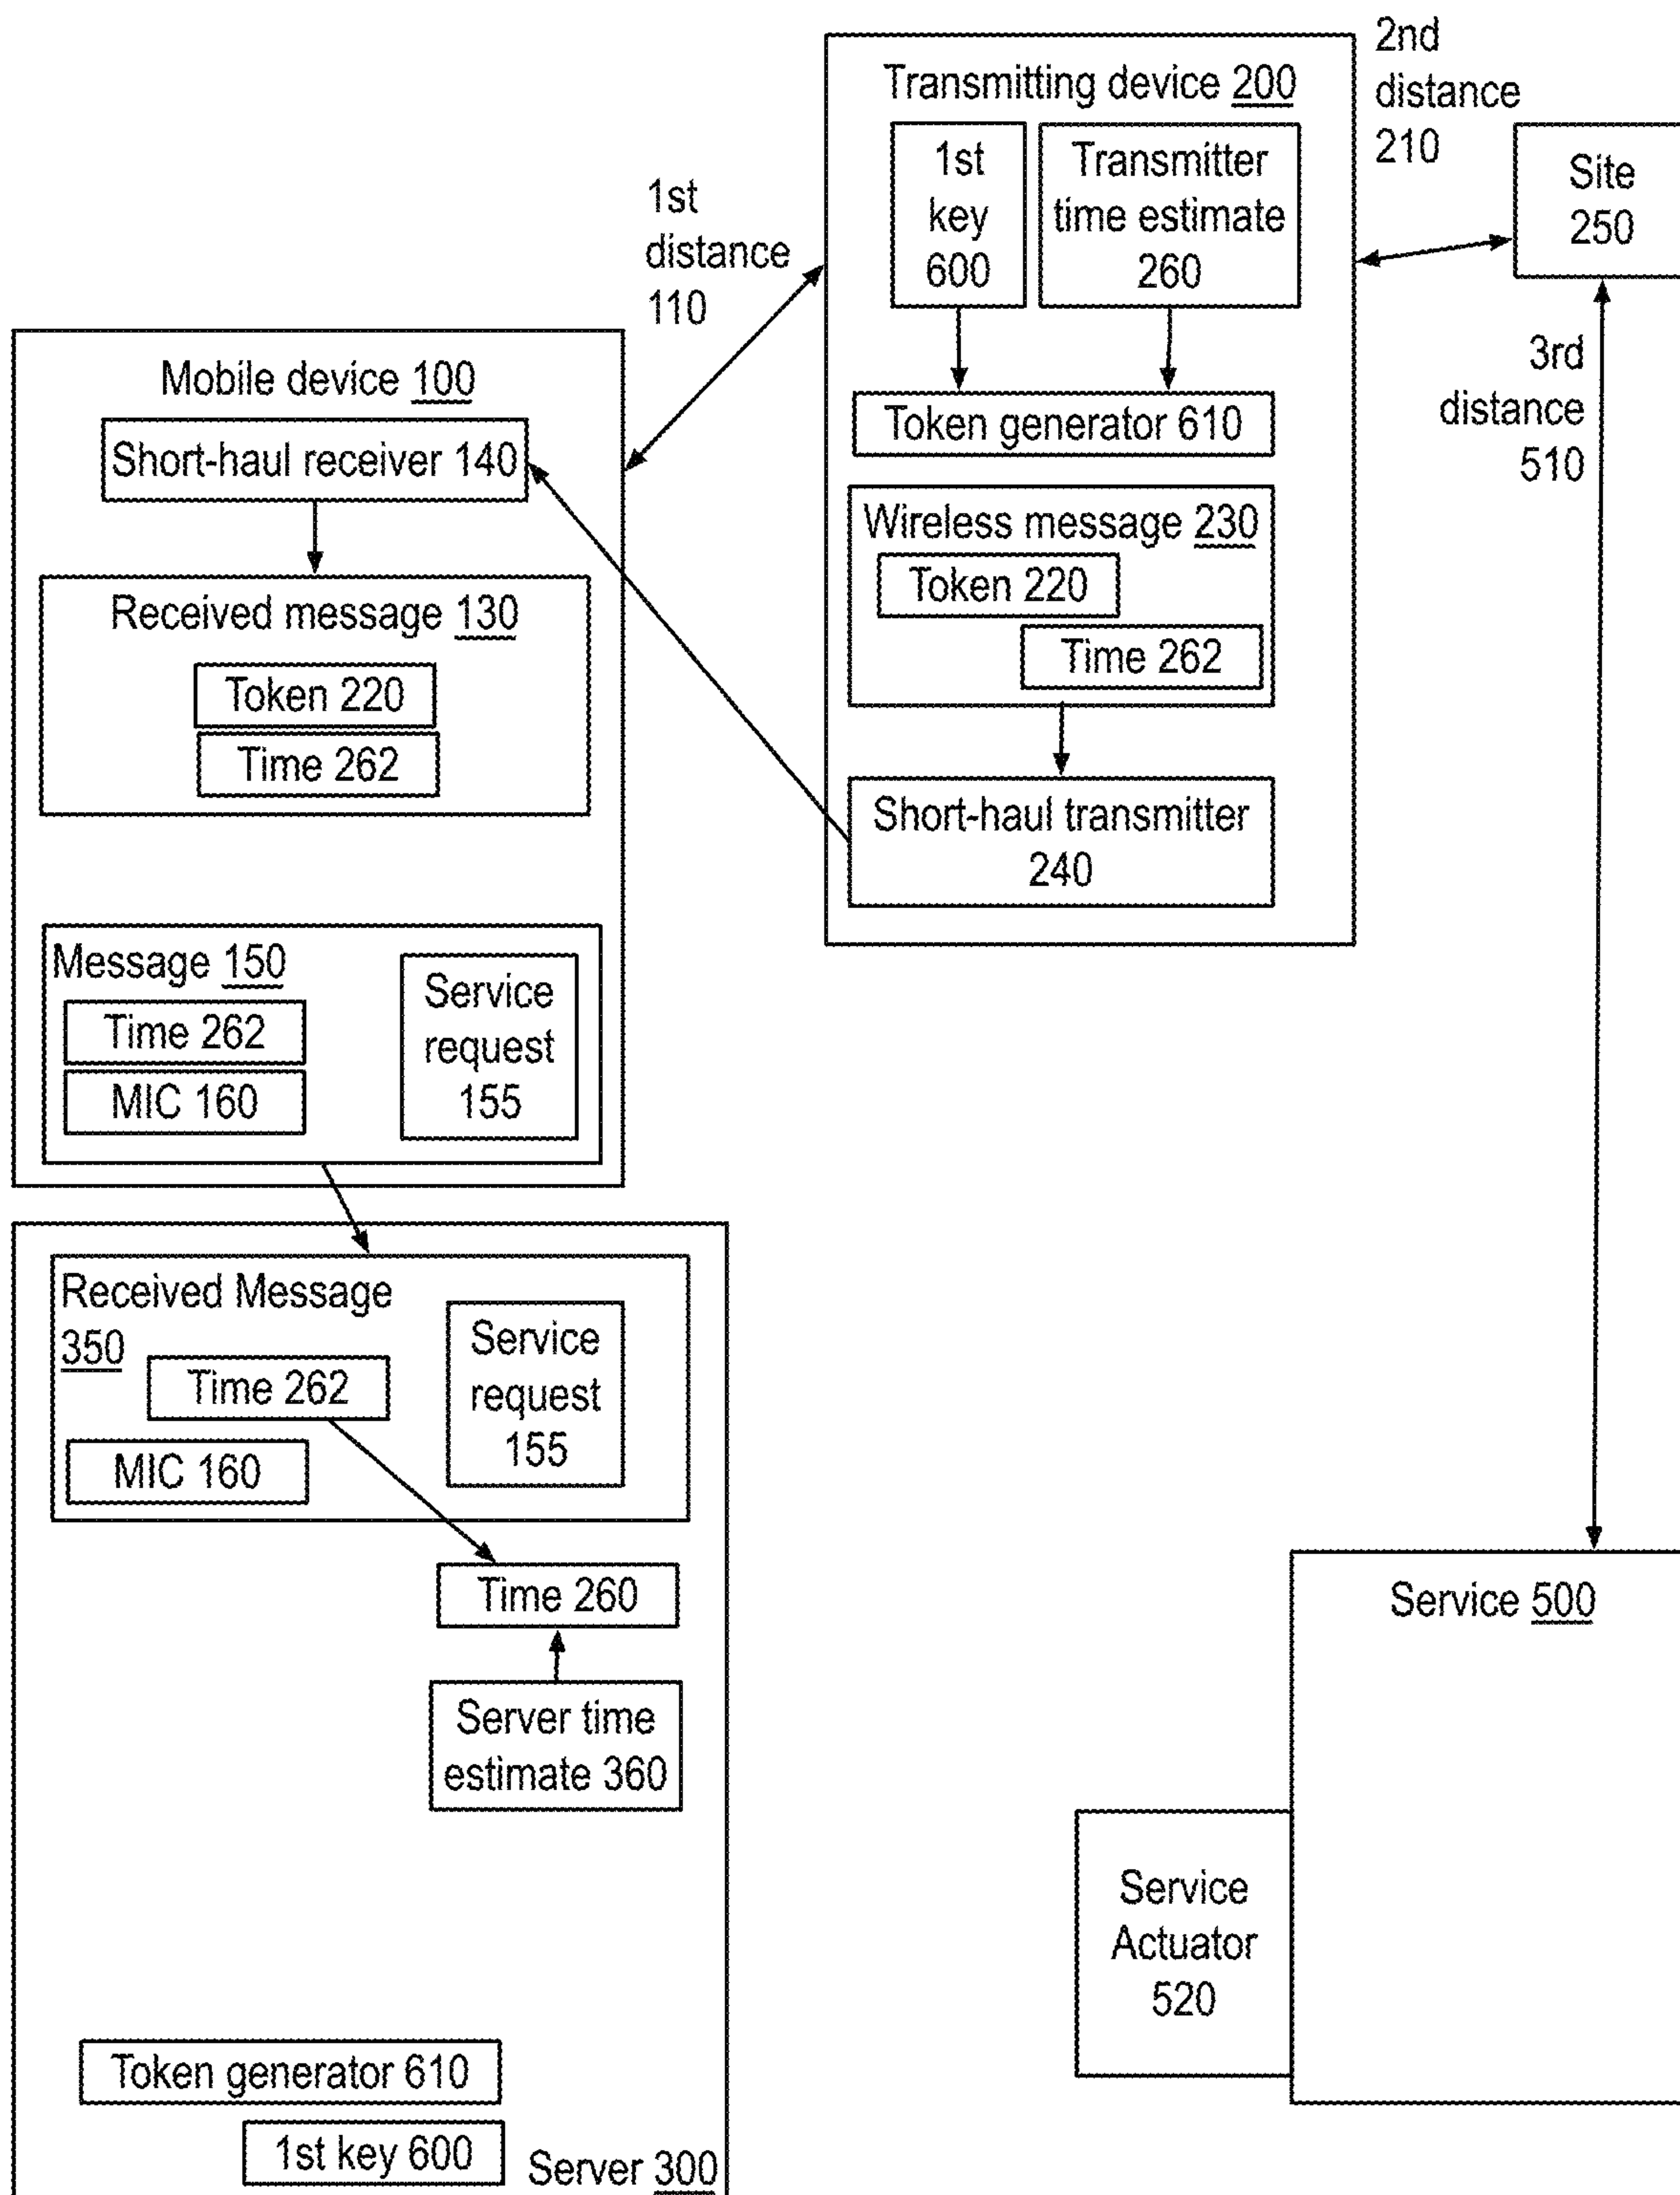 2nd
distance
210
Transmitting device 200
1st
key
600
Transmitter
time estimate
260
Site
250
1st
distance
110
3rd
distance
510
Mobile device 100
Short-haul receiver 140
Token generator 610
Wireless message 230
Token 220
Time 262
Received message 130
Token 220
Time 262
Short-haul transmitter
240
Message 150
Time 262
MIC 160
Service
request
155
Received Message
350
Time 262
MIC 160
Service
request
155
Time 260
Server time
estimate 360
Service 500
Service
Actuator
520
Token generator 610
1st key 600
Server 300